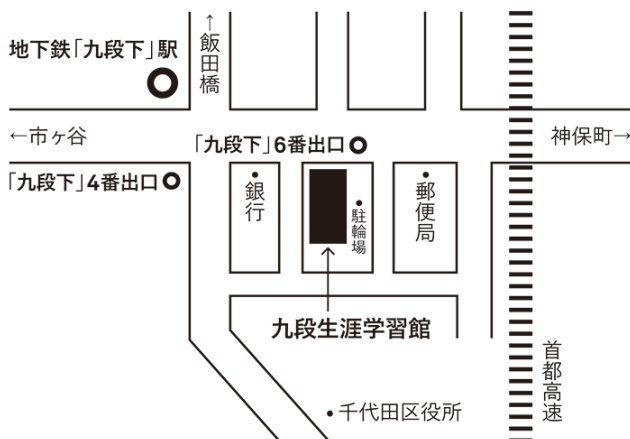 ↑飯田橋
地下鉄「九段下」駅
←市ヶ谷
神保町→
「九段下」6番出口
「九段下」4番出口
銀行
駐輪場
郵便局
九段生涯学習館
首都高速
千代田区役所